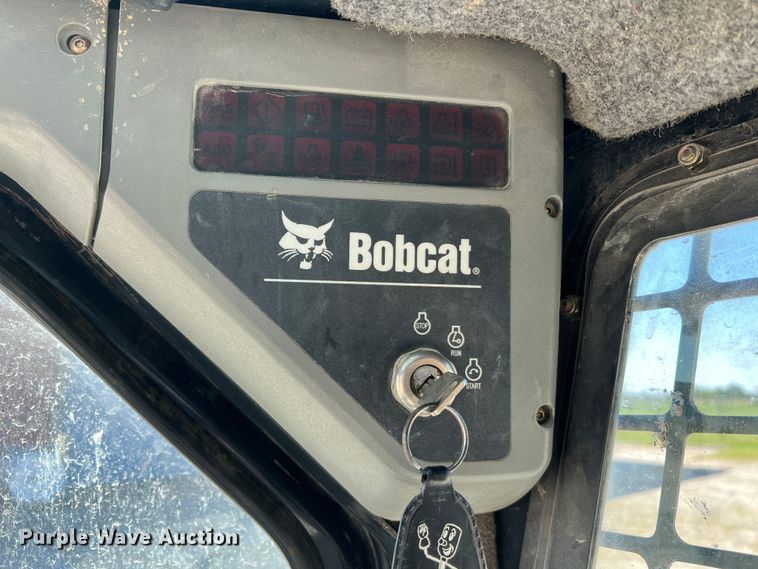 Bobcat®
STOP
RUN
START
Purple Wave Auction